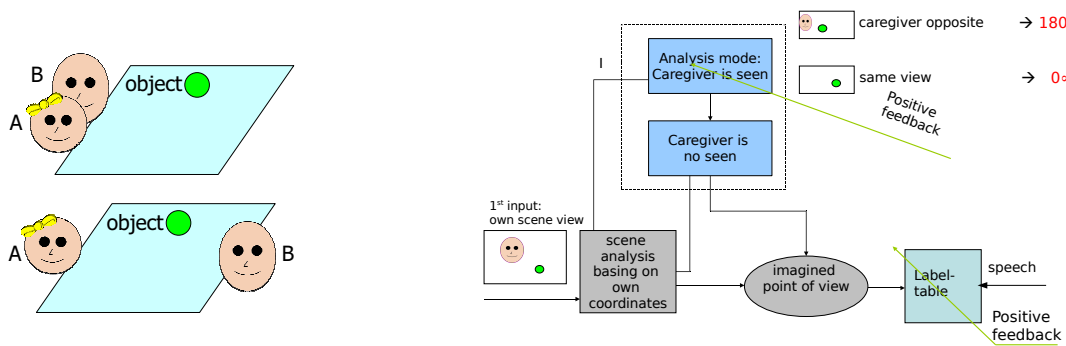 B
object
A
object
A
B
caregiver opposite → 180
Analysis mode:
Caregiver is seen
I
same view → 0
Positive
feedback
Caregiver is
no seen
1st input:
own scene view
scene
analysis
basing on
own
coordinates
imagined
point of view
Label-
table
speech
Positive
feedback